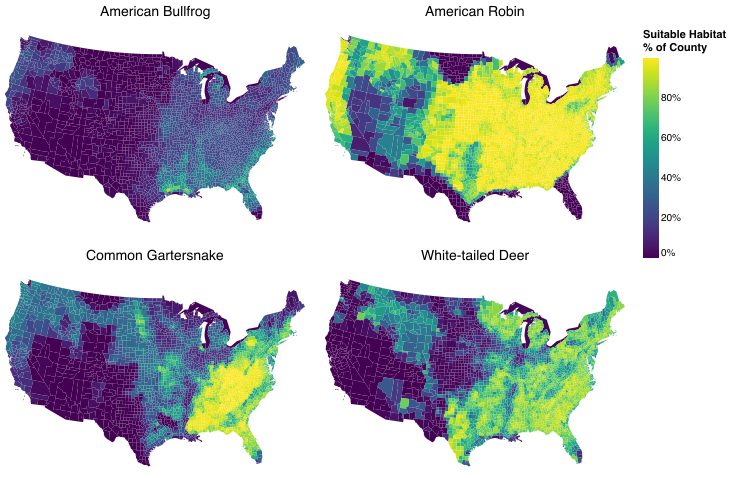 American Bullfrog
American Robin
Suitable Habitat
% of County
80%
60%
40%
20%
0%
Common Gartersnake
White-tailed Deer